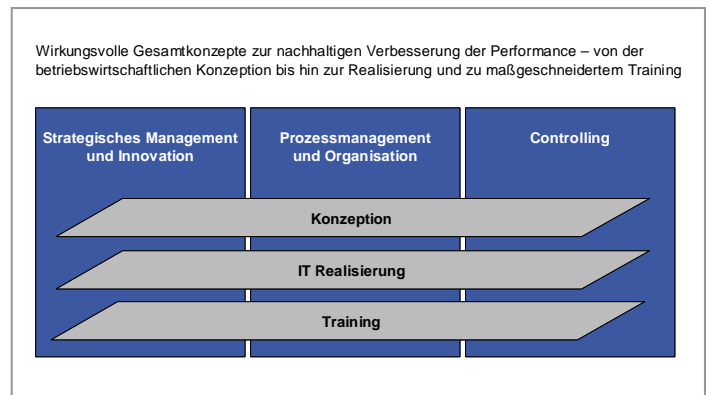 Wirkungsvolle Gesamtkonzepte zur nachhaltigen Verbesserung der Performance – von der
betriebswirtschaftlichen Konzeption bis hin zur Realisierung und zu maßgeschneidertem Training
Strategisches Management
und Innovation
Prozessmanagement
und Organisation
Controlling
Konzeption
IT Realisierung
Training